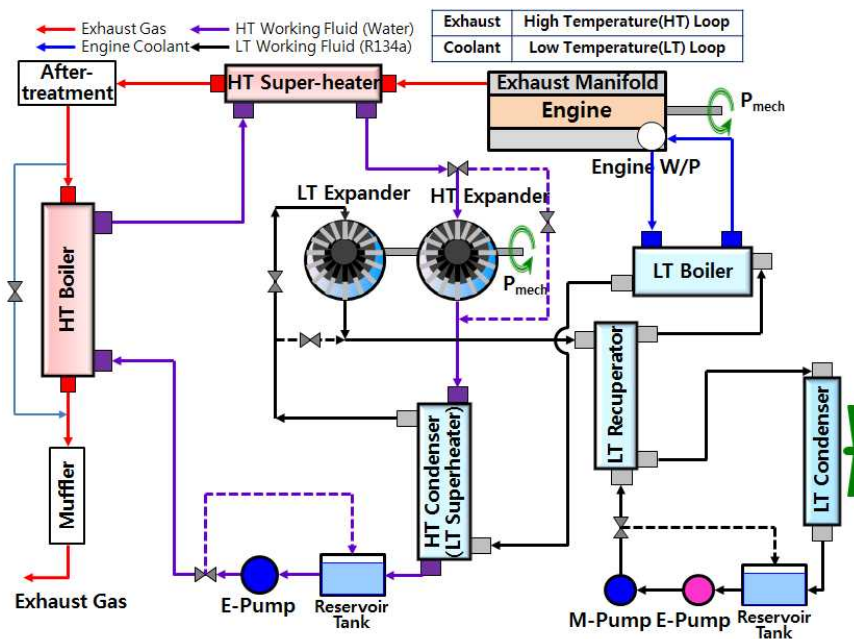 Exhaust Gas
HT Working Fluid (Water)
Engine Coolant
LT Working Fluid (R134a)
Exhaust
High Temperature(HT) Loop
Coolant
Low Temperature(LT) Loop
After-
treatment
HT Super-heater
Exhaust Manifold
Engine
Pmech
Engine W/P
LT Expander
HT Expander
Pmech
LT Boiler
HT Boiler
LT Recuperator
LT Condenser
HT Condenser
(LT Superheater)
Muffler
Exhaust Gas
E-Pump
Reservoir
Tank
M-Pump
E-Pump
Reservoir
Tank